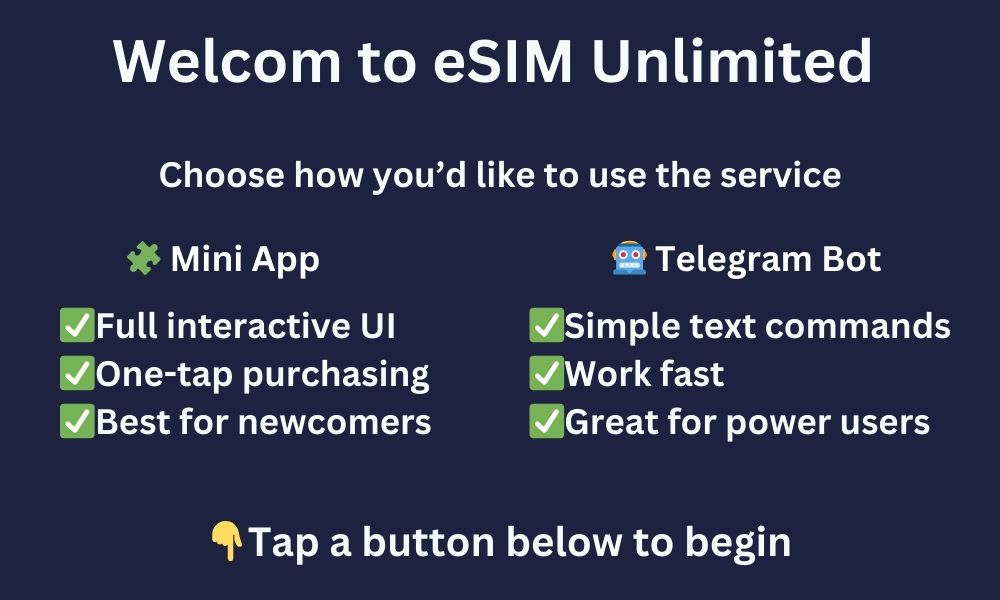 Welcom to eSIM Unlimited
Choose how you’d like to use the service
🧩 Mini App
✅Full interactive UI
✅One-tap purchasing
✅Best for newcomers
🤖 Telegram Bot
✅Simple text commands
✅Work fast
✅Great for power users
👇Tap a button below to begin